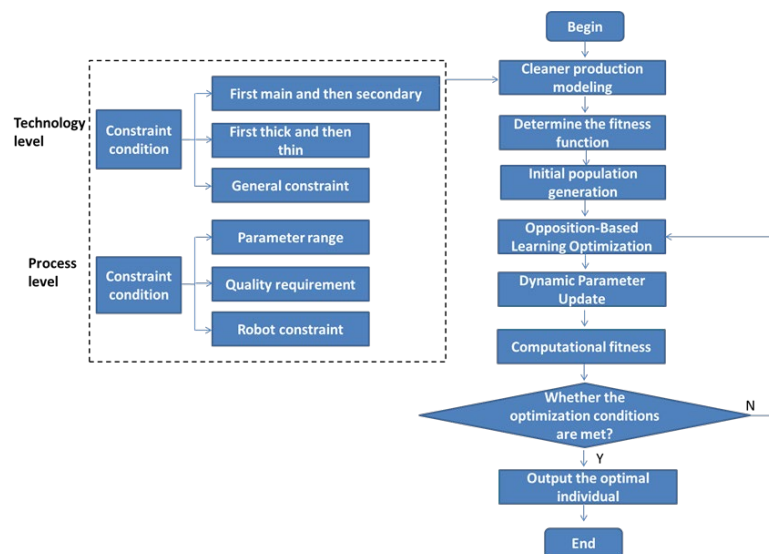 Begin
Cleaner production
modeling
Determine the fitness
function
Initial population
generation
Opposition-Based
Learning Optimization
Dynamic Parameter
Update
Computational fitness
Whether the
optimization conditions
are met?
N
Y
Output the optimal
individual
End
Technology
level
Constraint
condition
First main and then secondary
First thick and then
thin
General constraint
Process
level
Constraint
condition
Parameter range
Quality requirement
Robot constraint